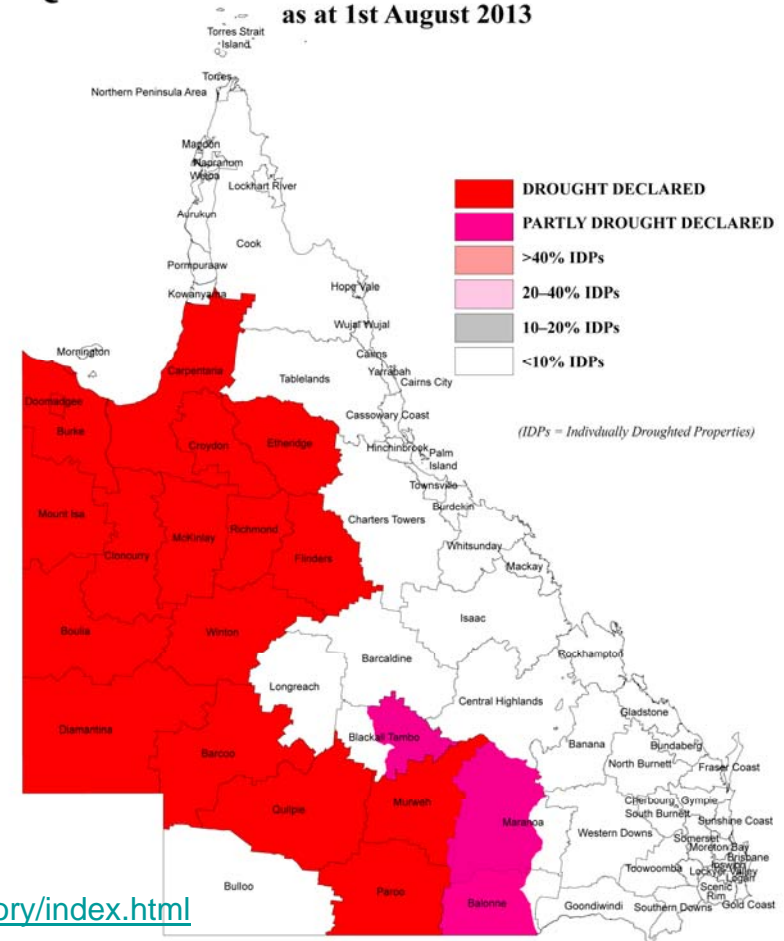 as at 1st August 2013
Torres Strait
Island
Torres
Northern Peninsula Area
Mapoon
Napranum
Weipa
Lockhart River
Aurukun
Cook
Pormpuraaw
Kowanyama
Hope Vale
Wujal Wujal
Mornington
Cairns
Carpentaria
Yarrabah
Tablelands
Cairns City
Doomadgee
Cassowary Coast
Burke
Croydon
Etheridge
Hinchinbrook
Palm
Island
Townsville
Burdekin
Mount Isa
Charters Towers
Richmond
McKinlay
Whitsunday
Cloncurry
Flinders
Mackay
Isaac
Boulia
Winton
Rockhampton
Barcaldine
Longreach
Central Highlands
Gladstone
Diamantina
Blackall Tambo
Banana
Bundaberg
Barcoo
North Burnett
Fraser Coast
Quilpie
Murweh
Cherbourg
Gympie
South Burnett
Maranoa
Sunshine Coast
Western Downs
Somerset
Moreton Bay
Brisbane
Ipswich
Toowoomba
Lockyer Valley
Logan
Bulloo
Paroo
Balonne
Scenic
Rim
Goondiwindi
Southern Downs
Gold Coast
DROUGHT DECLARED
PARTLY DROUGHT DECLARED
>40% IDPs
20–40% IDPs
10–20% IDPs
<10% IDPs
(IDPs = Indivdually Droughted Properties)
ory/index.html